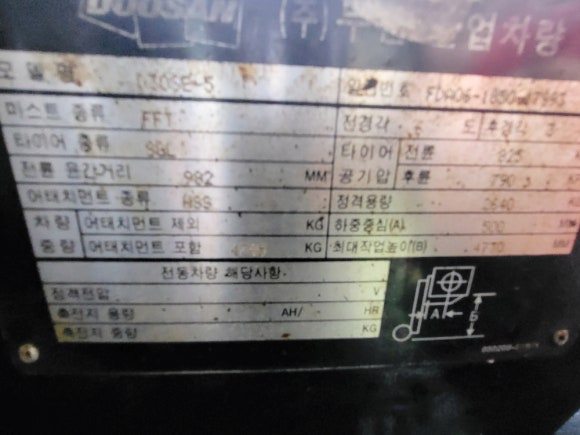 DOOSAN
(주) 산업차량
모델명 D30SE-5
일련번호
마스트 종류 FFT
전경각 도 후경각
타이어 종류 SGL
타이어 전륜 825
전륜 윤간거리 982 MM
공기압 후륜 790
어태치먼트 종류 HSS
정격용량 2640
차량 어태치먼트 제외 KG
하중중심(A) 500 MM
중량 어태치먼트 포함 KG
최대작업높이(B) 4730 MM
전동차량 해당사항
정격전압 V
축전지 용량 AH/ HR
축전지 중량 KG
A